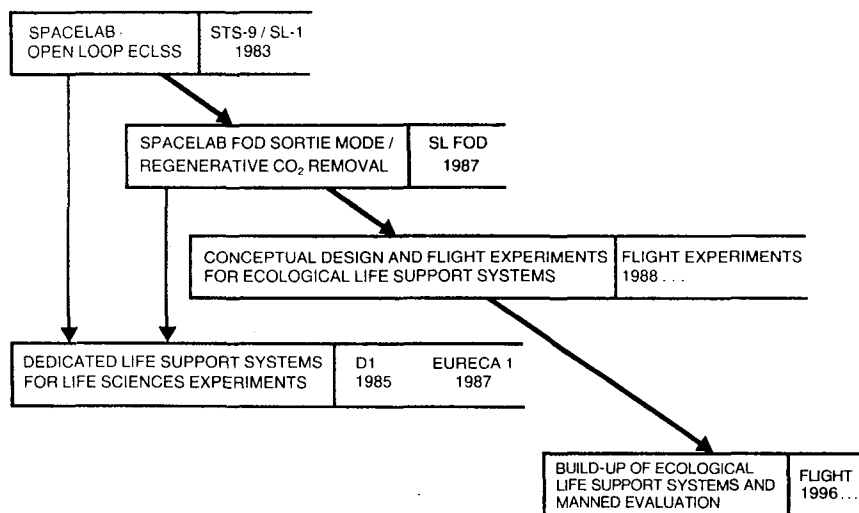 SPACELAB
OPEN LOOP ECLSS
STS-9 / SL-1
1983
SPACELAB FOD SORTIE MODE /
REGENERATIVE CO₂ REMOVAL
SL FOD
1987
CONCEPTUAL DESIGN AND FLIGHT EXPERIMENTS
FOR ECOLOGICAL LIFE SUPPORT SYSTEMS
FLIGHT EXPERIMENTS
1988 . . .
DEDICATED LIFE SUPPORT SYSTEMS
FOR LIFE SCIENCES EXPERIMENTS
D1 EURECA 1
1985 1987
BUILD-UP OF ECOLOGICAL
LIFE SUPPORT SYSTEMS AND
MANNED EVALUATION
FLIGHT
1996 . . .